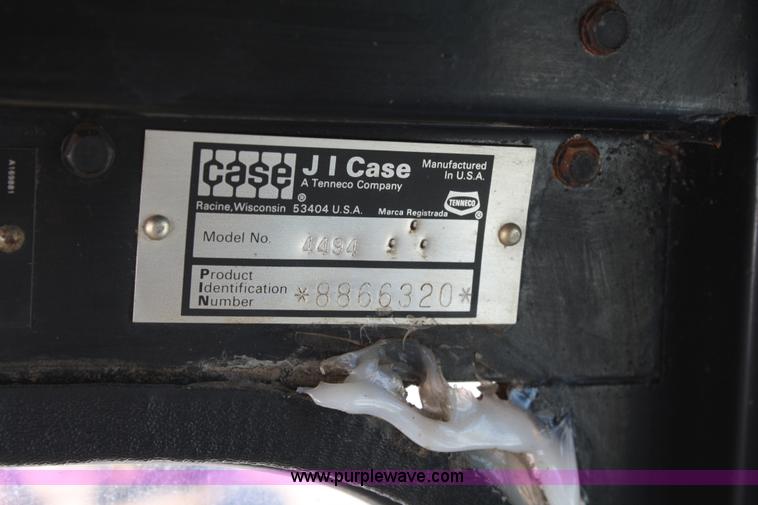 case
®
J I Case
A Tenneco Company
Manufactured
In U.S.A.
Racine, Wisconsin 53404 U.S.A.
Marca Registrada
TENNECO
®
Model No. 4494
Product
Identification
Number
*8866320*
A169881
www.purplewave.com